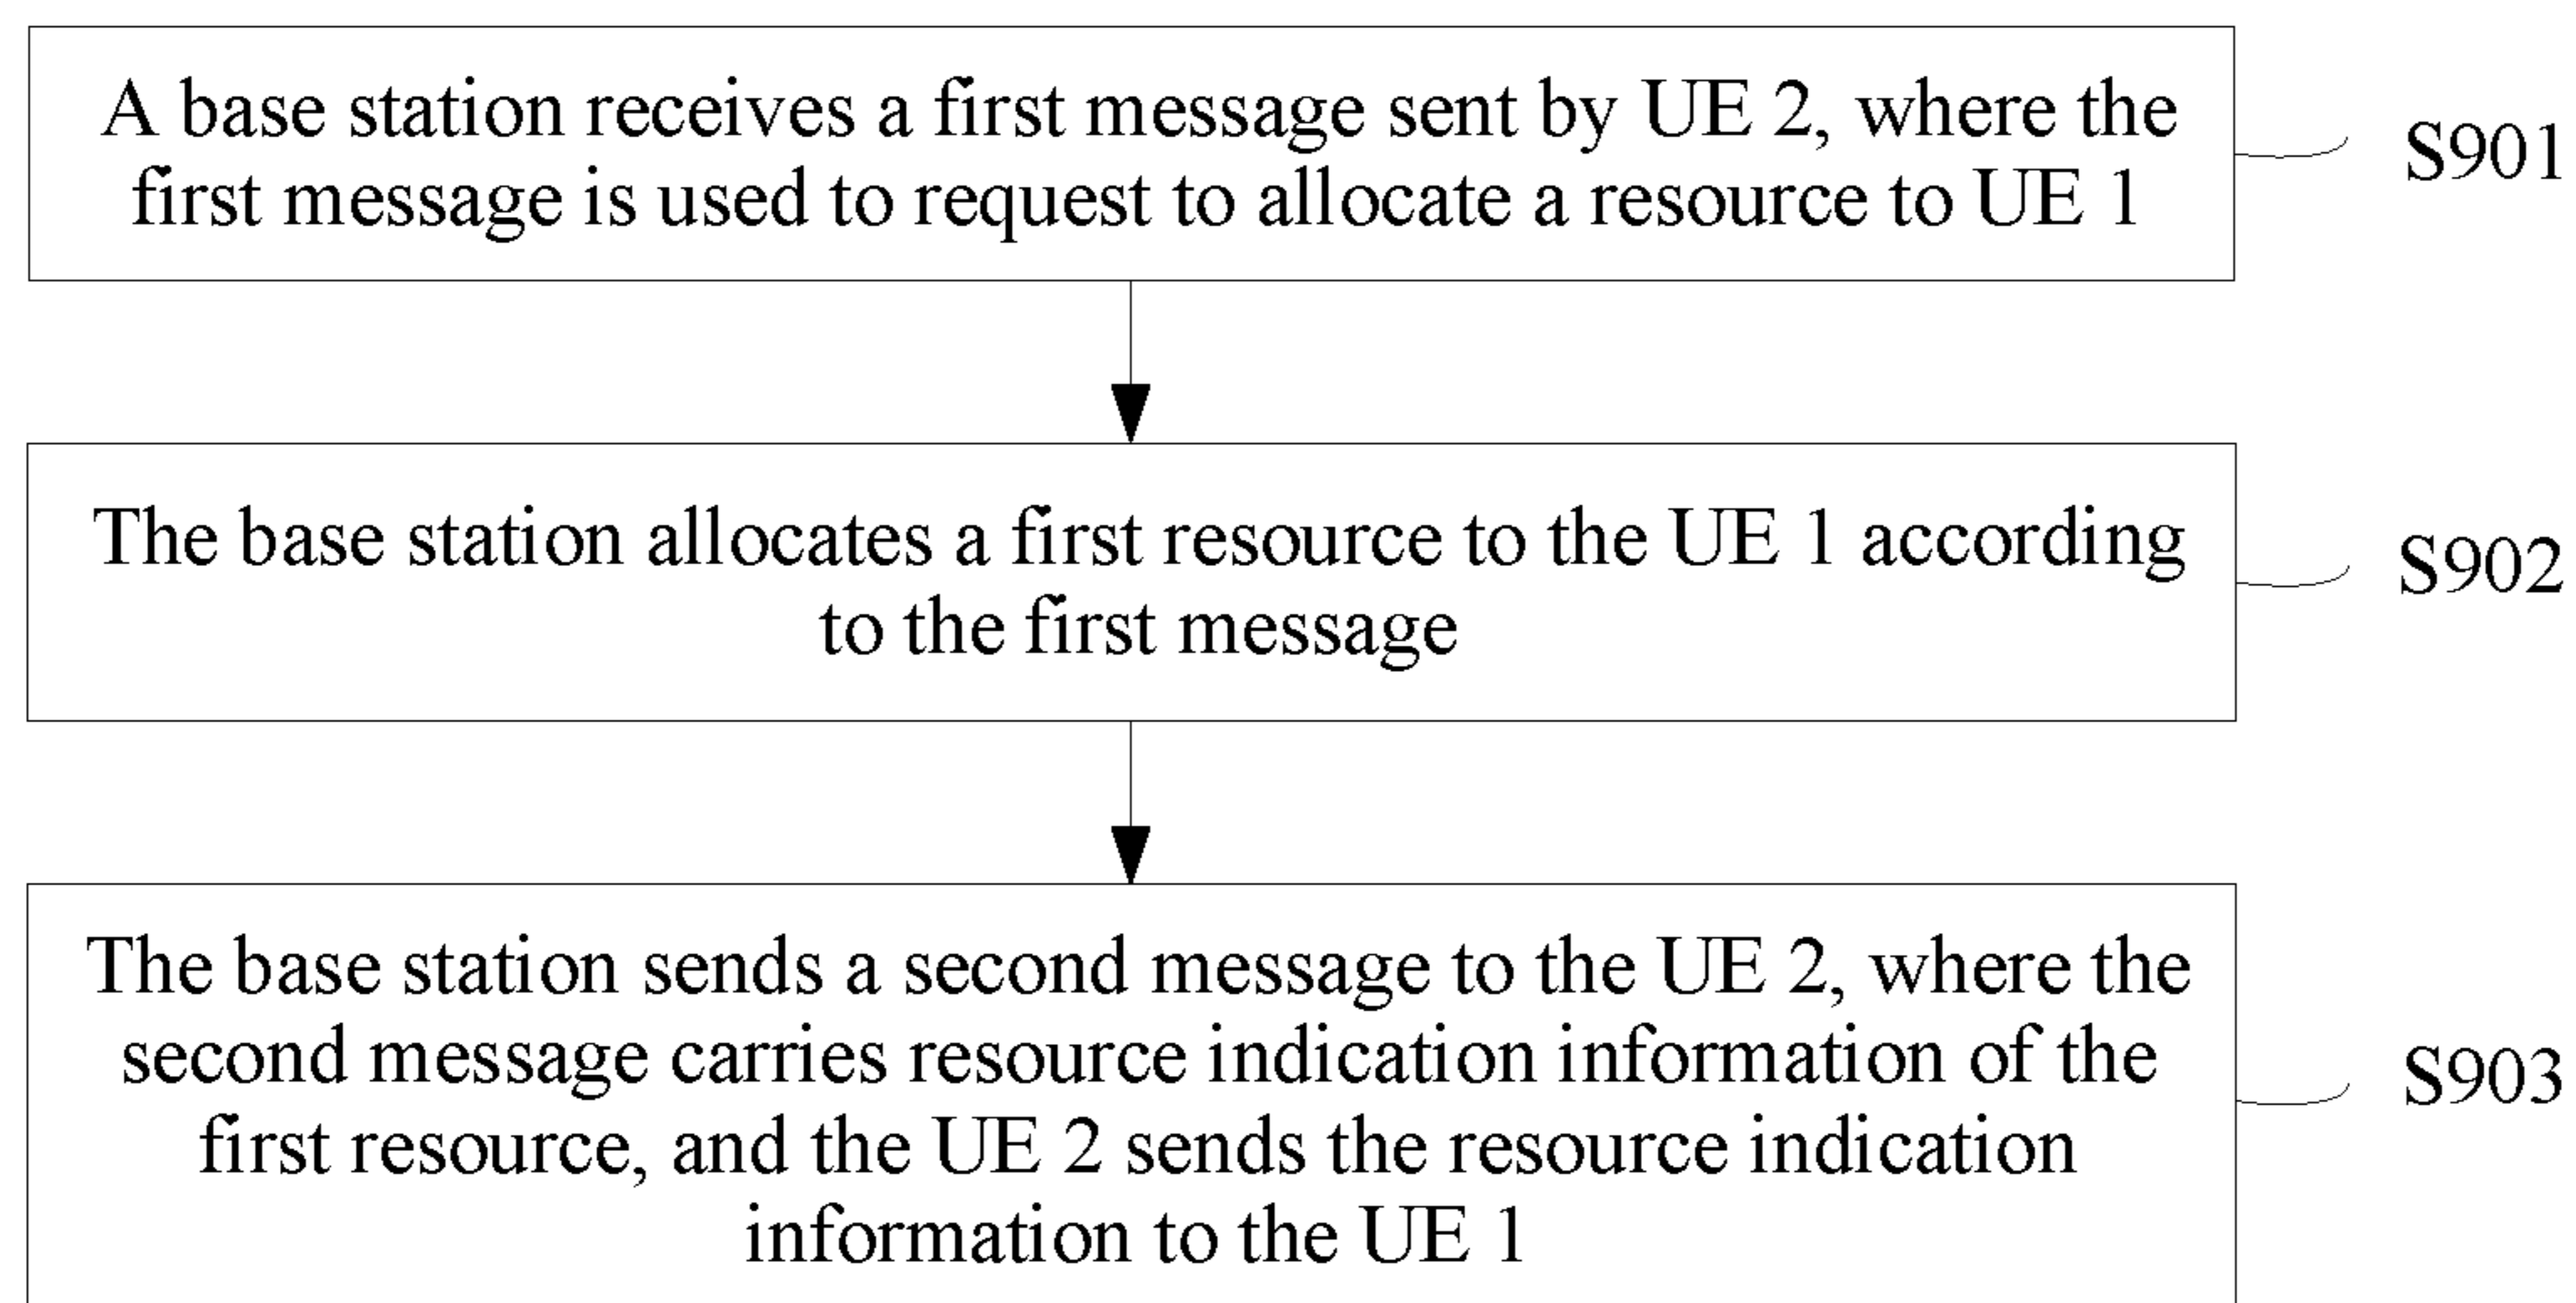 A base station receives a first message sent by UE 2, where the
first message is used to request to allocate a resource to UE 1
S901
The base station allocates a first resource to the UE 1 according
to the first message
S902
The base station sends a second message to the UE 2, where the
second message carries resource indication information of the
first resource, and the UE 2 sends the resource indication
information to the UE 1
S903